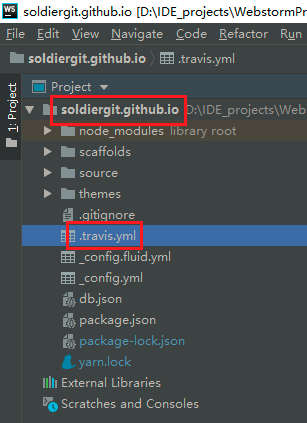 WS soldiergit.github.io [D:\IDE_projects\WebstormPr
File Edit View Navigate Code Refactor
soldiergit.github.io .travis.yml
1: Project
Project
soldiergit.github.io D:\IDE_projects\Webs
node_modules library root
scaffolds
source
themes
.gitignore
.travis.yml
_config.fluid.yml
_config.yml
db.json
package.json
package-lock.json
yarn.lock
External Libraries
Scratches and Consoles